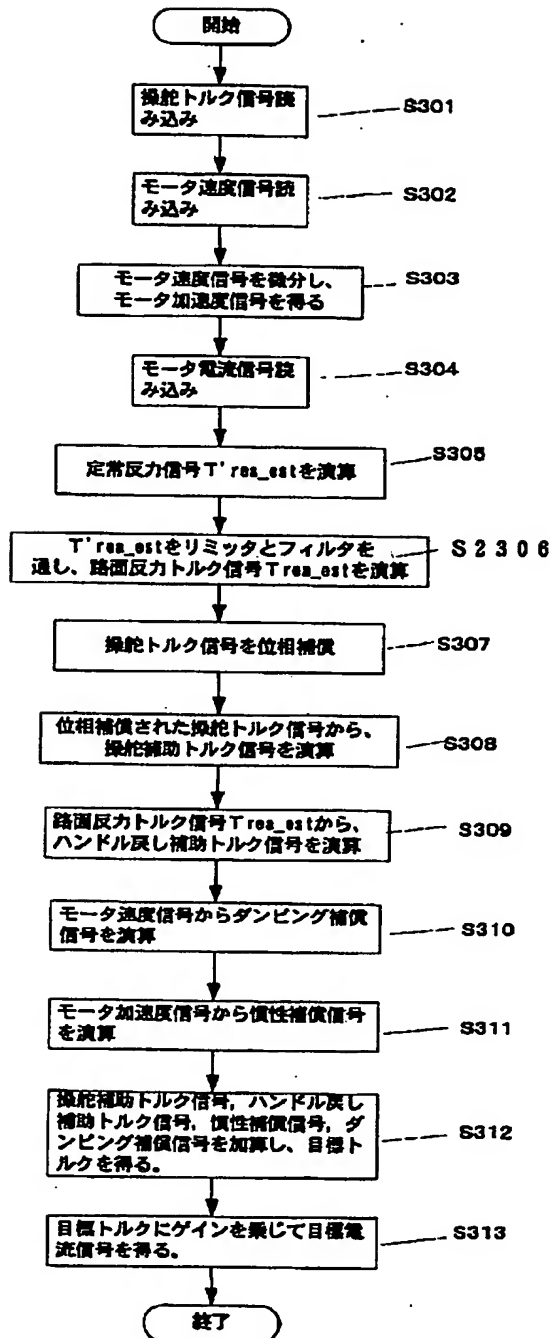 開始
操舵トルク信号読
み込み
S301
モータ速度信号読
み込み
S302
モータ速度信号を微分し、
モータ加速度信号を得る
S303
モータ電流信号読
み込み
S304
定常反力信号T'rea_estを演算
S305
T'rea_estをリミッタとフィルタを
通し、路面反力トルク信号Trea_estを演算
S2306
操舵トルク信号を位相補償
S307
位相補償された操舵トルク信号から、
操舵補助トルク信号を演算
S308
路面反力トルク信号Trea_estから、
ハンドル戻し補助トルク信号を演算
S309
モータ速度信号からダンピング補償
信号を演算
S310
モータ加速度信号から慣性補償信号
を演算
S311
操舵補助トルク信号，ハンドル戻し
補助トルク信号，慣性補償信号，ダ
ンピング補償信号を加算し、目標ト
ルクを得る。
S312
目標トルクにゲインを乗じて目標電
流信号を得る。
S313
終了